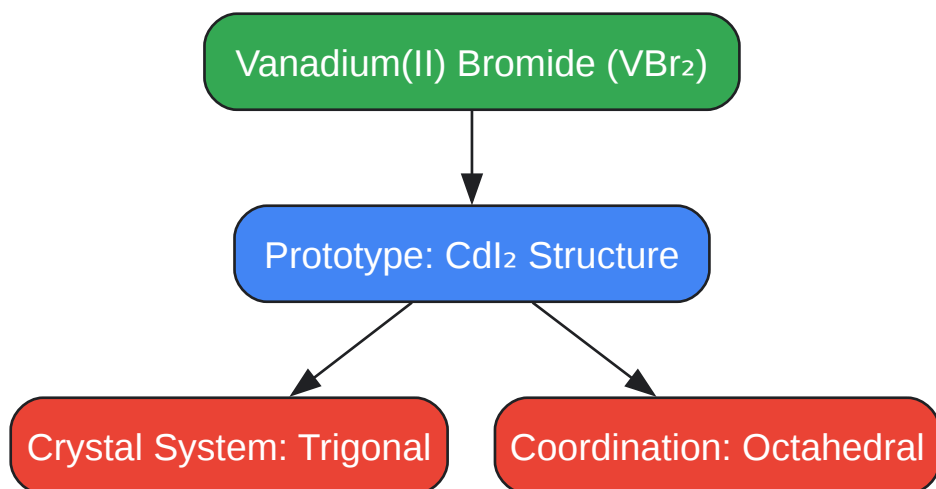 Vanadium(II) Bromide (VBr₂)
Prototype: CdI₂ Structure
Crystal System: Trigonal
Coordination: Octahedral